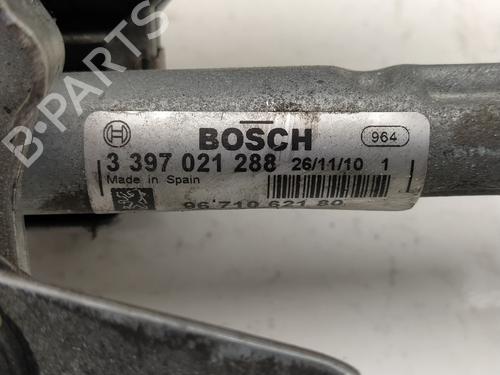 B-PARTS
BOSCH
964
3 397 021 288 26/11/10 1
Made in Spain
96 710 621 80